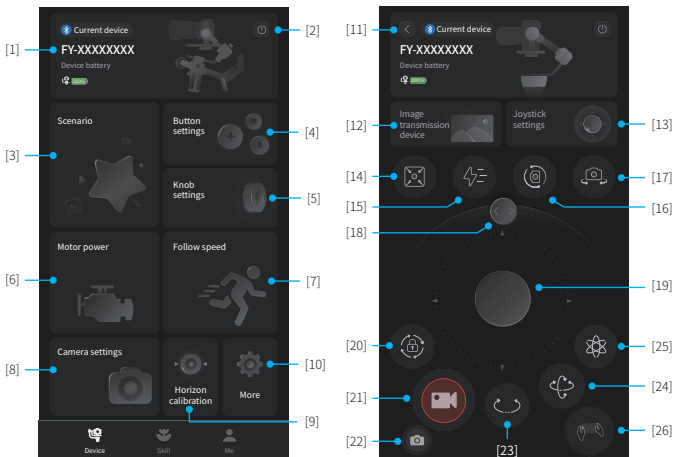 Current device
[1]
FY-XXXXXXXX
[2]
Device battery
100%
Scenario
[3]
Button
settings
[4]
Knob
settings
[5]
Motor power
[6]
Follow speed
[7]
Camera settings
[8]
Horizon
calibration
[9]
More
[10]
Device
Skill
Me
[11]
Current device
FY-XXXXXXXX
Device battery
100%
Image
transmission
device
[12]
Joystick
settings
[13]
[14]
[15]
[16]
[17]
[18]
[19]
[20]
[25]
[21]
[24]
[22]
[23]
[26]